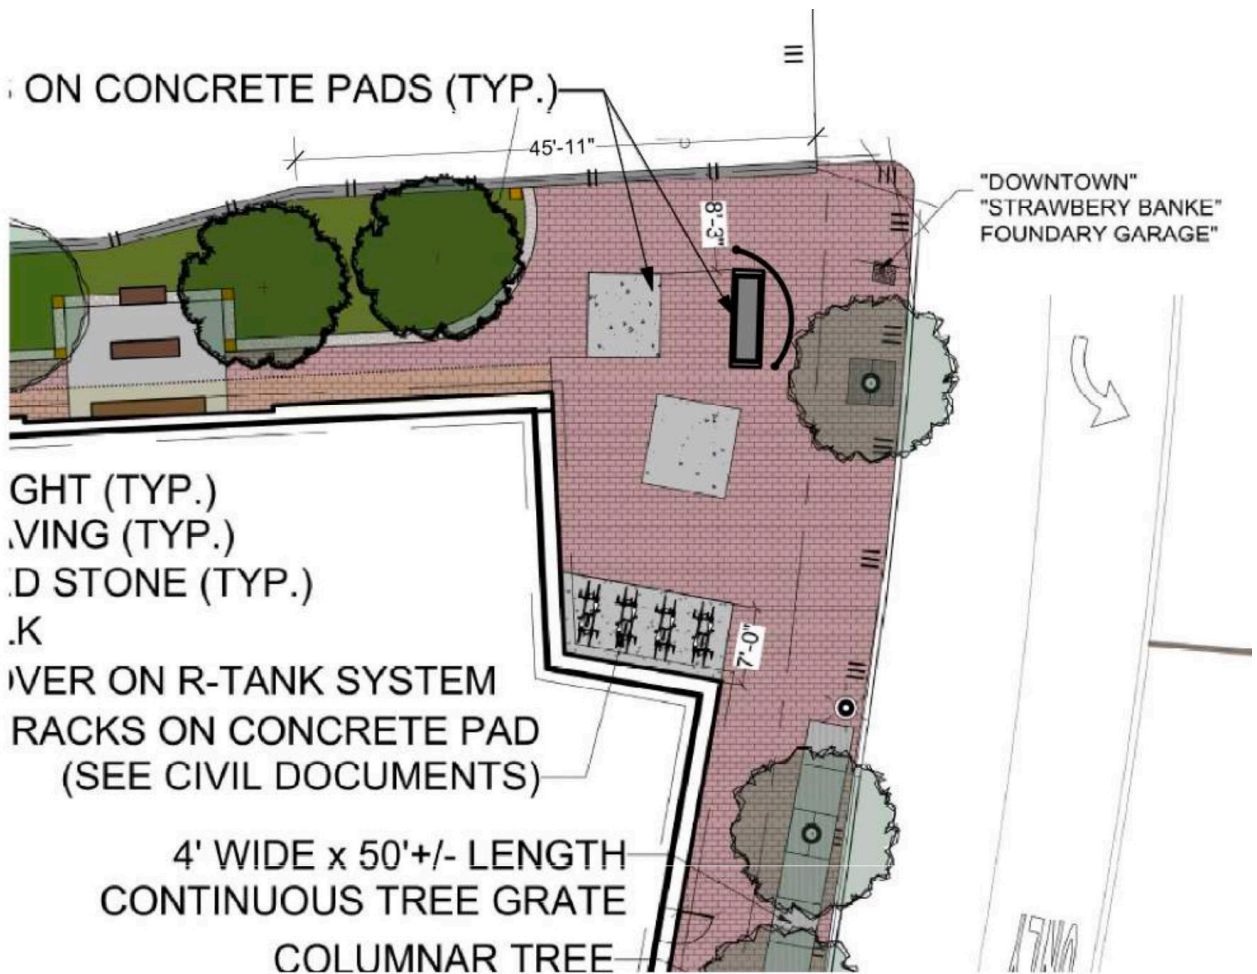 ON CONCRETE PADS (TYP.)
45'-11"
8'-3"
"DOWNTOWN"
"STRAWBERY BANKE"
FOUNDARY GARAGE"
GHT (TYP.)
VING (TYP.)
D STONE (TYP.)
K
VER ON R-TANK SYSTEM
RACKS ON CONCRETE PAD
(SEE CIVIL DOCUMENTS)
7'-0"
4' WIDE x 50'+/- LENGTH
CONTINUOUS TREE GRATE
COLUMNAR TREE